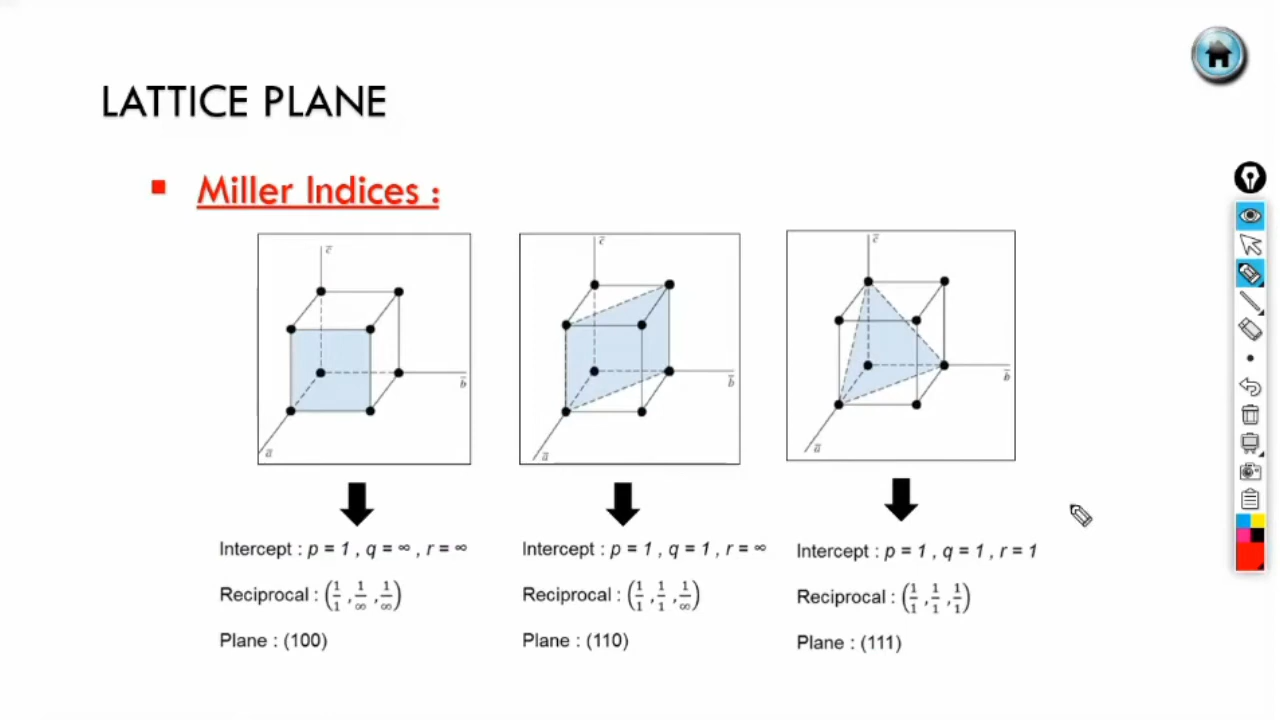 LATTICE PLANE
▪ Miller Indices :
c̅
b̅
a̅
c̅
b̅
a̅
c̅
b̅
a̅
Intercept : p = 1 , q = ∞ , r = ∞
Reciprocal : (1/1 , 1/∞ , 1/∞)
Plane : (100)
Intercept : p = 1 , q = 1 , r = ∞
Reciprocal : (1/1 , 1/1 , 1/∞)
Plane : (110)
Intercept : p = 1 , q = 1 , r = 1
Reciprocal : (1/1 , 1/1 , 1/1)
Plane : (111)